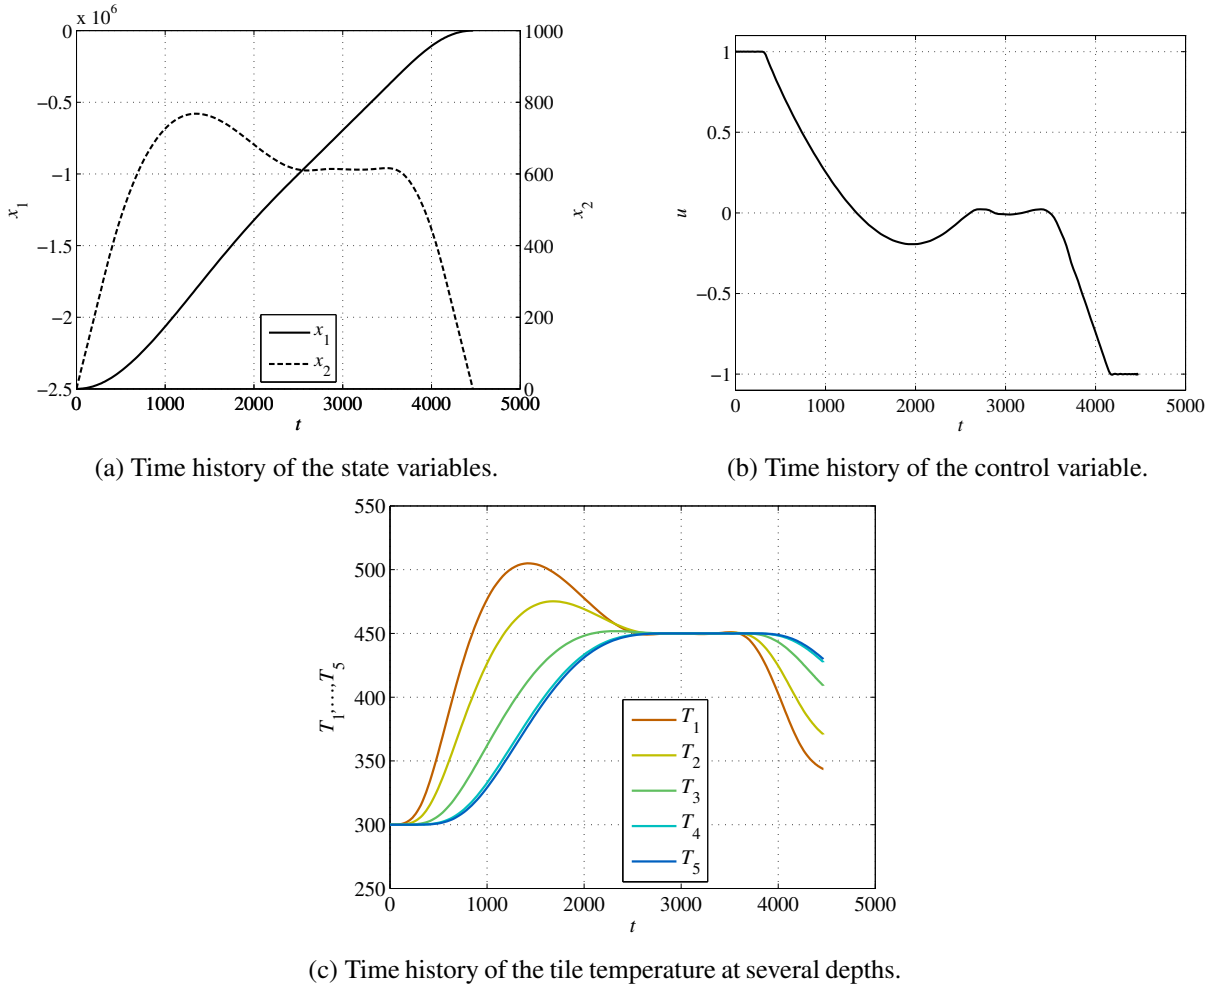 x 10⁶
0
−0.5
−1
−1.5
−2
−2.5
x₁
1000
800
600
400
200
0
x₂
0 1000 2000 3000 4000 5000
t
x₁
x₂
(a) Time history of the state variables.
1
0.5
0
−0.5
−1
u
0 1000 2000 3000 4000 5000
t
(b) Time history of the control variable.
550
500
450
400
350
300
250
T₁,...,T₅
T₁
T₂
T₃
T₄
T₅
0 1000 2000 3000 4000 5000
t
(c) Time history of the tile temperature at several depths.